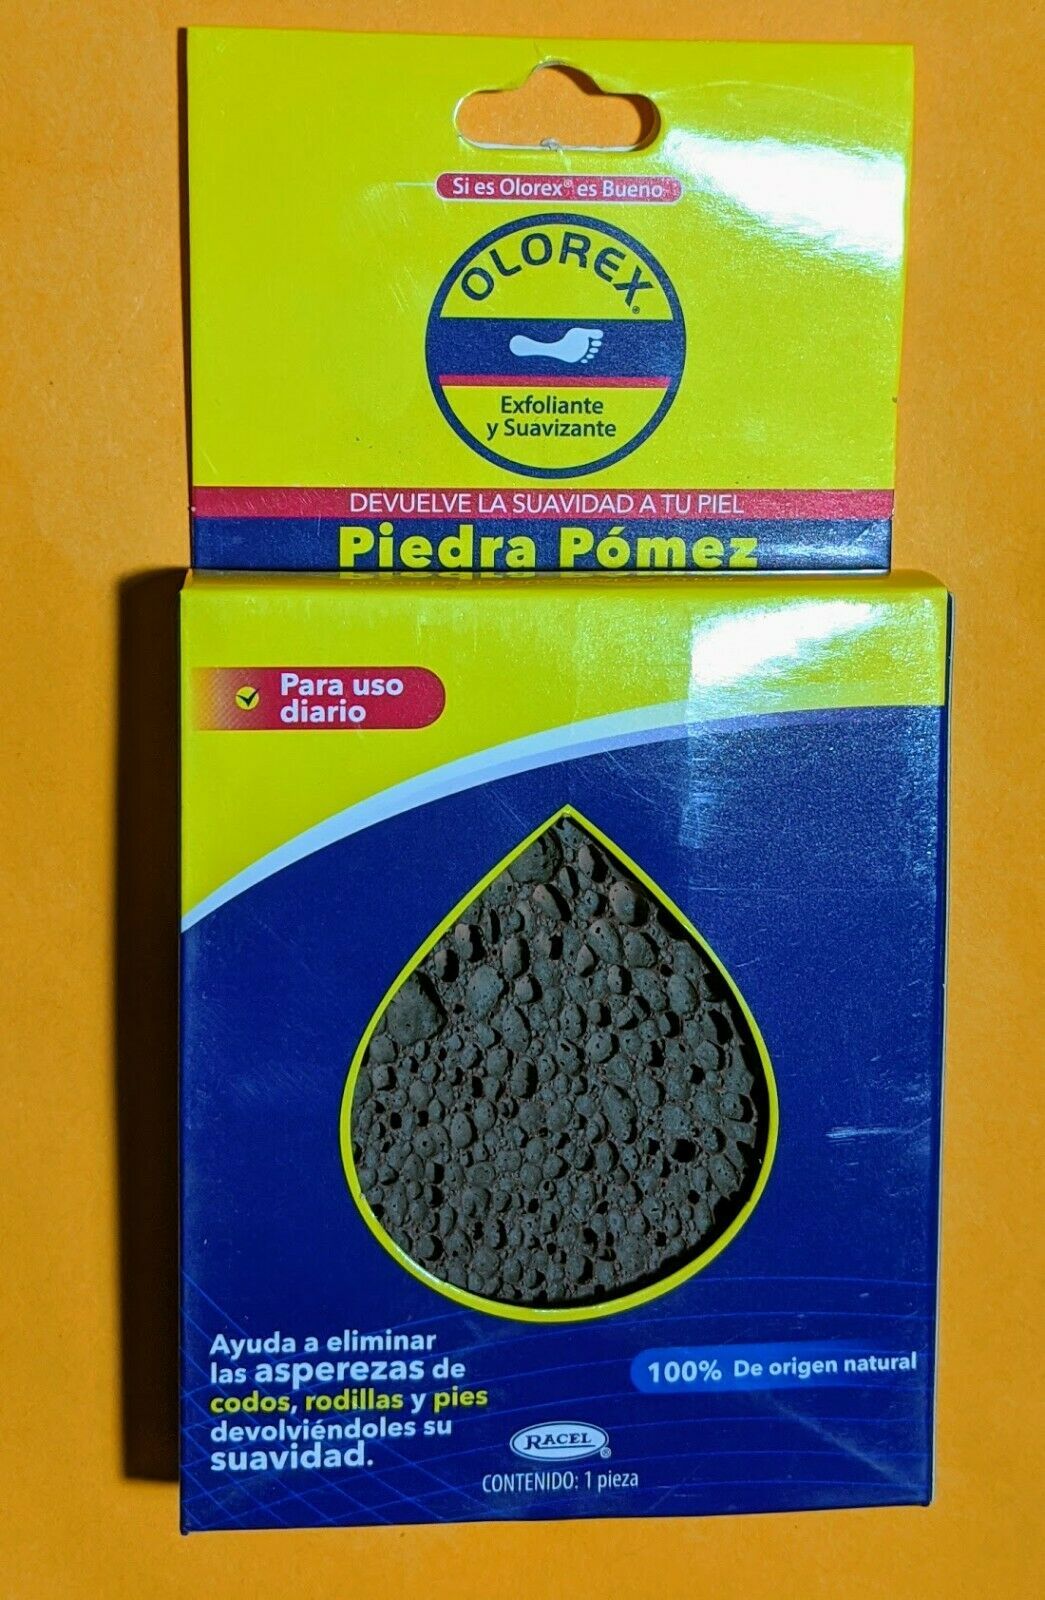 Si es Olorex® es Bueno
OLOREX®
Exfoliante
y Suavizante
DEVUELVE LA SUAVIDAD A TU PIEL
Piedra Pómez
Para uso
diario
Ayuda a eliminar
las asperezas de
codos, rodillas y pies
devolviéndoles su
suavidad.
100% De origen natural
RACEL®
CONTENIDO: 1 pieza